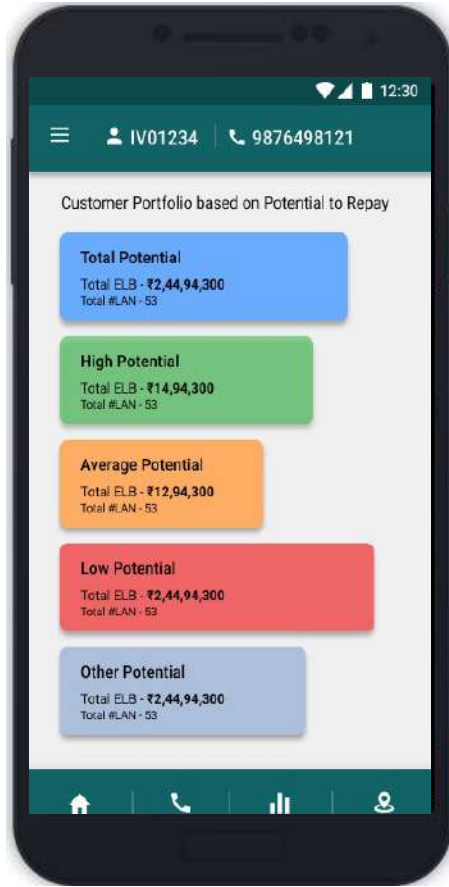 12:30
IV01234 9876498121
Customer Portfolio based on Potential to Repay
Total Potential
Total ELB - ₹2,44,94,300
Total #LAN - 53
High Potential
Total ELB - ₹14,94,300
Total #LAN - 53
Average Potential
Total ELB - ₹12,94,300
Total #LAN - 53
Low Potential
Total ELB - ₹2,44,94,300
Total #LAN - 53
Other Potential
Total ELB - ₹2,44,94,300
Total #LAN - 53